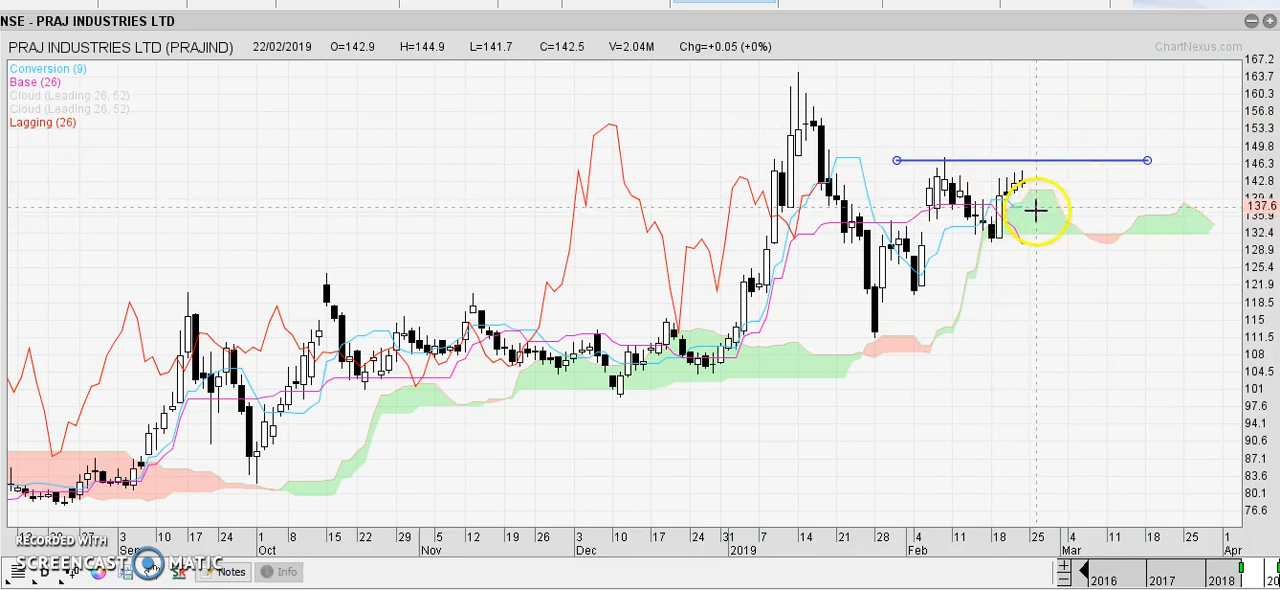 NSE - PRAJ INDUSTRIES LTD
PRAJ INDUSTRIES LTD (PRAJIND) 22/02/2019 O=142.9 H=144.9 L=141.7 C=142.5 V=2.04M Chg=+0.05 (+0%) ChartNexus.com
Conversion (9)
Base (26)
Cloud (Leading 26, 52)
Cloud (Leading 26, 52)
Lagging (26)
167.2
163.7
160.3
156.8
153.3
149.8
146.3
142.8
137.6
135.9
132.4
128.9
125.4
121.9
118.5
115
111.5
108
104.5
101
97.6
94.1
90.6
87.1
83.6
80.1
76.6
3 10 17 24 1 8 15 22 29 5 12 19 26 3 10 17 24 31 7 14 21 28 4 11 18 25 4 11 18 25 1
Sep Oct Nov Dec 2019 Feb Mar Apr
RECORDED WITH
SCREENCAST MATIC
D Notes Info
2016 2017 2018